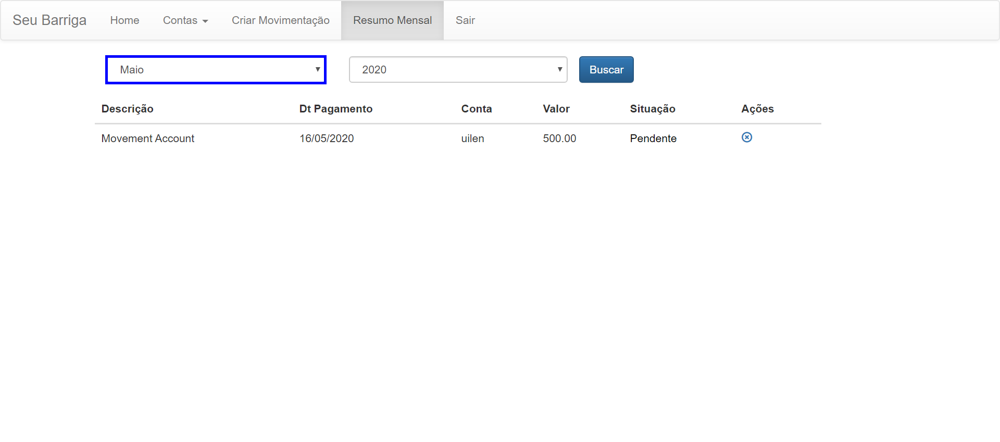 Seu Barriga Home Contas Criar Movimentação Resumo Mensal Sair
Maio 2020 Buscar
Descrição Dt Pagamento Conta Valor Situação Ações
Movement Account 16/05/2020 uilen 500.00 Pendente